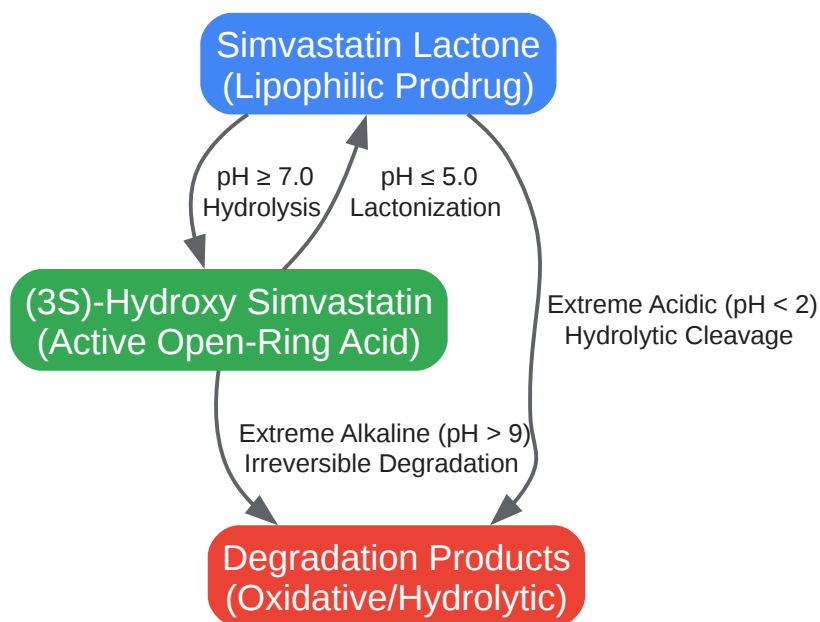 Simvastatin Lactone
(Lipophilic Prodrug)
pH ≥ 7.0
Hydrolysis
pH ≤ 5.0
Lactonization
(3S)-Hydroxy Simvastatin
(Active Open-Ring Acid)
Extreme Acidic (pH < 2)
Hydrolytic Cleavage
Extreme Alkaline (pH > 9)
Irreversible Degradation
Degradation Products
(Oxidative/Hydrolytic)